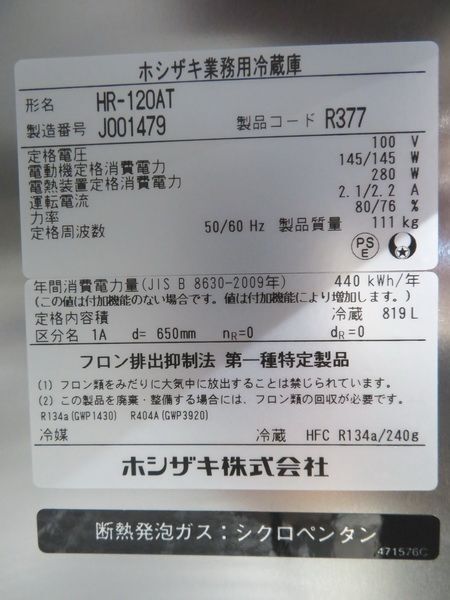 ホシザキ業務用冷蔵庫
形名 HR-120AT
製造番号 J001479 製品コード R377
定格電圧 100 V
電動機定格消費電力 145/145 W
電熱装置定格消費電力 280 W
運転電流 2.1/2.2 A
力率 80/76 %
定格周波数 50/60 Hz 製品質量 111 kg
PS
E
年間消費電力量(JIS B 8630-2009年) 440 kWh/年
(この値は付加機能のない場合です。値は付加機能により増加します。)
定格内容積 冷蔵 819 L
区分名 1A d= 650mm nR=0 dR=0
フロン排出抑制法 第一種特定製品
(1) フロン類をみだりに大気中に放出することは禁じられています。
(2) この製品を廃棄・整備する場合には、フロン類の回収が必要です。
R134a(GWP1430) R404A(GWP3920)
冷媒 冷蔵 HFC R134a/240g
ホシザキ株式会社
断熱発泡ガス：シクロペンタン
471576C